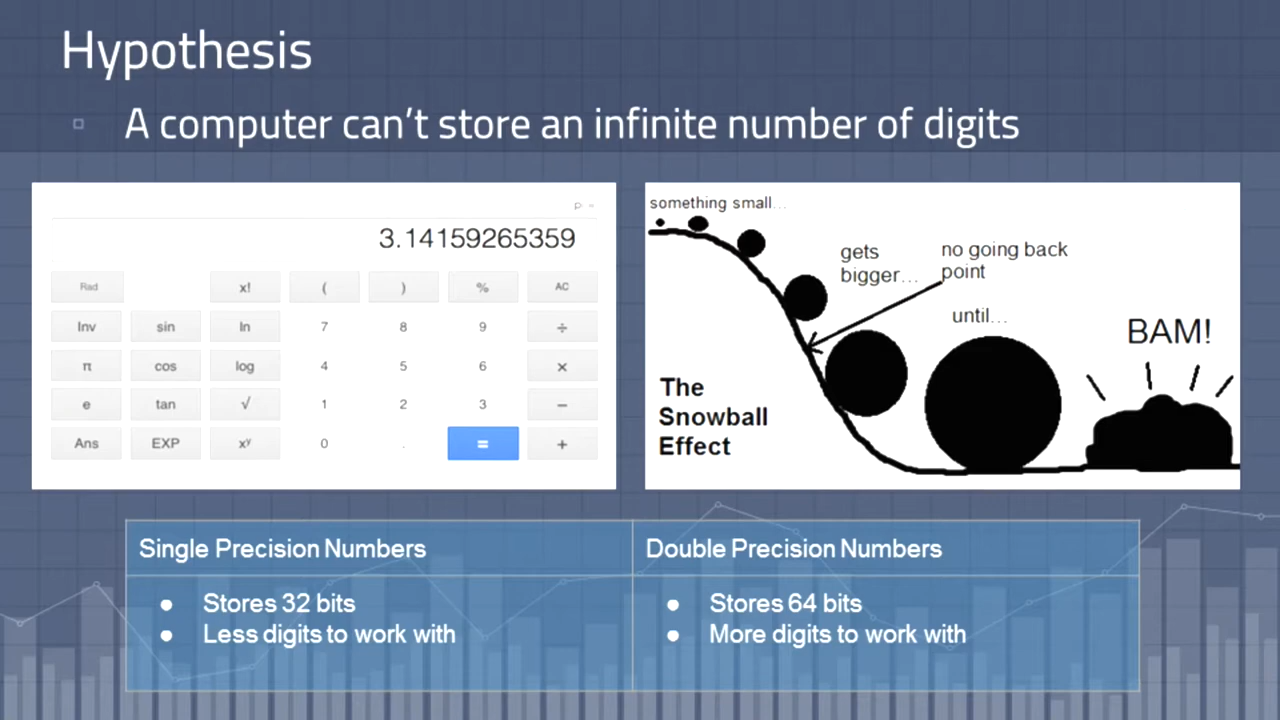 Hypothesis
A computer can't store an infinite number of digits
3.14159265359
Rad x! ( ) % AC
Inv sin ln 7 8 9 ÷
π cos log 4 5 6 ×
e tan √ 1 2 3 −
Ans EXP xʸ 0 . = +
something small...
gets
bigger...
no going back
point
until...
BAM!
The
Snowball
Effect
Single Precision Numbers
● Stores 32 bits
● Less digits to work with
Double Precision Numbers
● Stores 64 bits
● More digits to work with